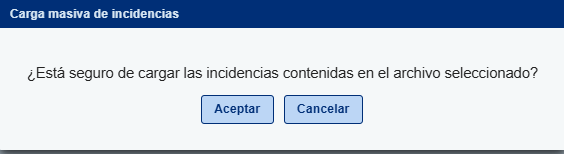 Carga masiva de incidencias
¿Está seguro de cargar las incidencias contenidas en el archivo seleccionado?
Aceptar Cancelar